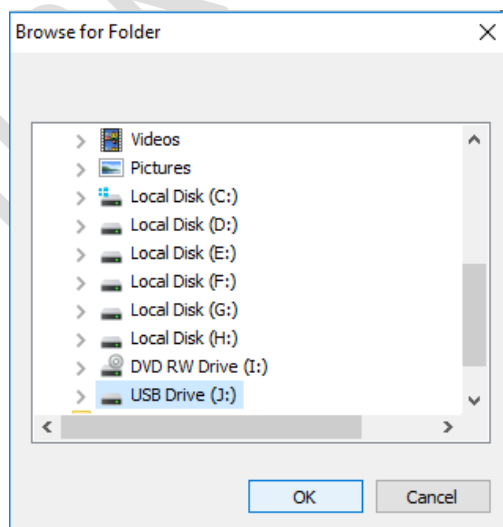 Browse for Folder
Videos
Pictures
Local Disk (C:)
Local Disk (D:)
Local Disk (E:)
Local Disk (F:)
Local Disk (G:)
Local Disk (H:)
DVD RW Drive (I:)
USB Drive (J:)
OK Cancel